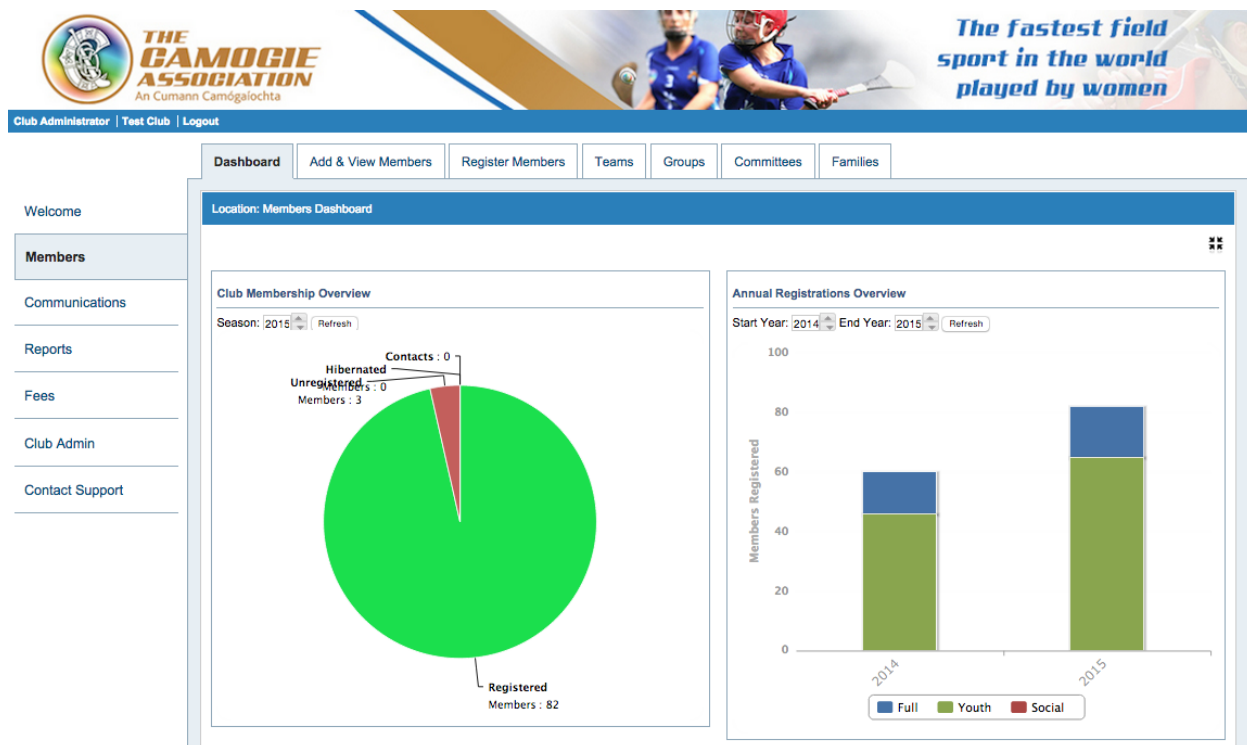 THE
CAMOGIE
ASSOCIATION
An Cumann Camógaíochta
The fastest field
sport in the world
played by women
Club Administrator | Test Club | Logout
Dashboard
Add & View Members
Register Members
Teams
Groups
Committees
Families
Welcome
Members
Communications
Reports
Fees
Club Admin
Contact Support
Location: Members Dashboard
Club Membership Overview
Season: 2015 Refresh
Contacts : 0
Hibernated
Members : 0
Unregistered
Members : 3
Registered
Members : 82
Annual Registrations Overview
Start Year: 2014 End Year: 2015 Refresh
Members Registered
100
80
60
40
20
0
2014
2015
Full Youth Social